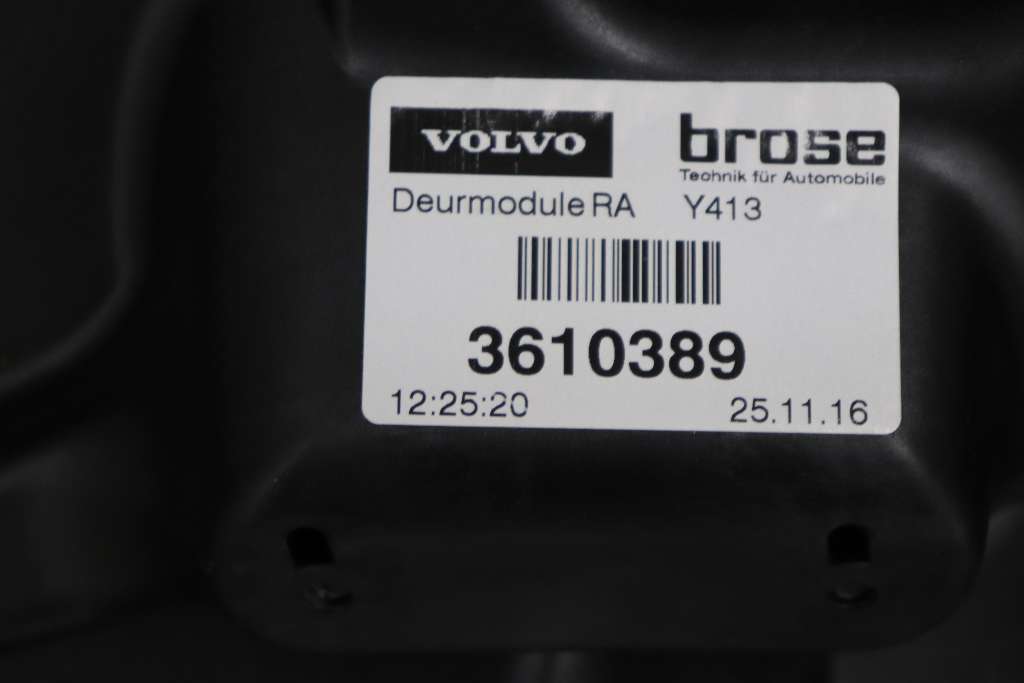 VOLVO brose
Technik für Automobile
Deurmodule RA Y413
3610389
12:25:20 25.11.16